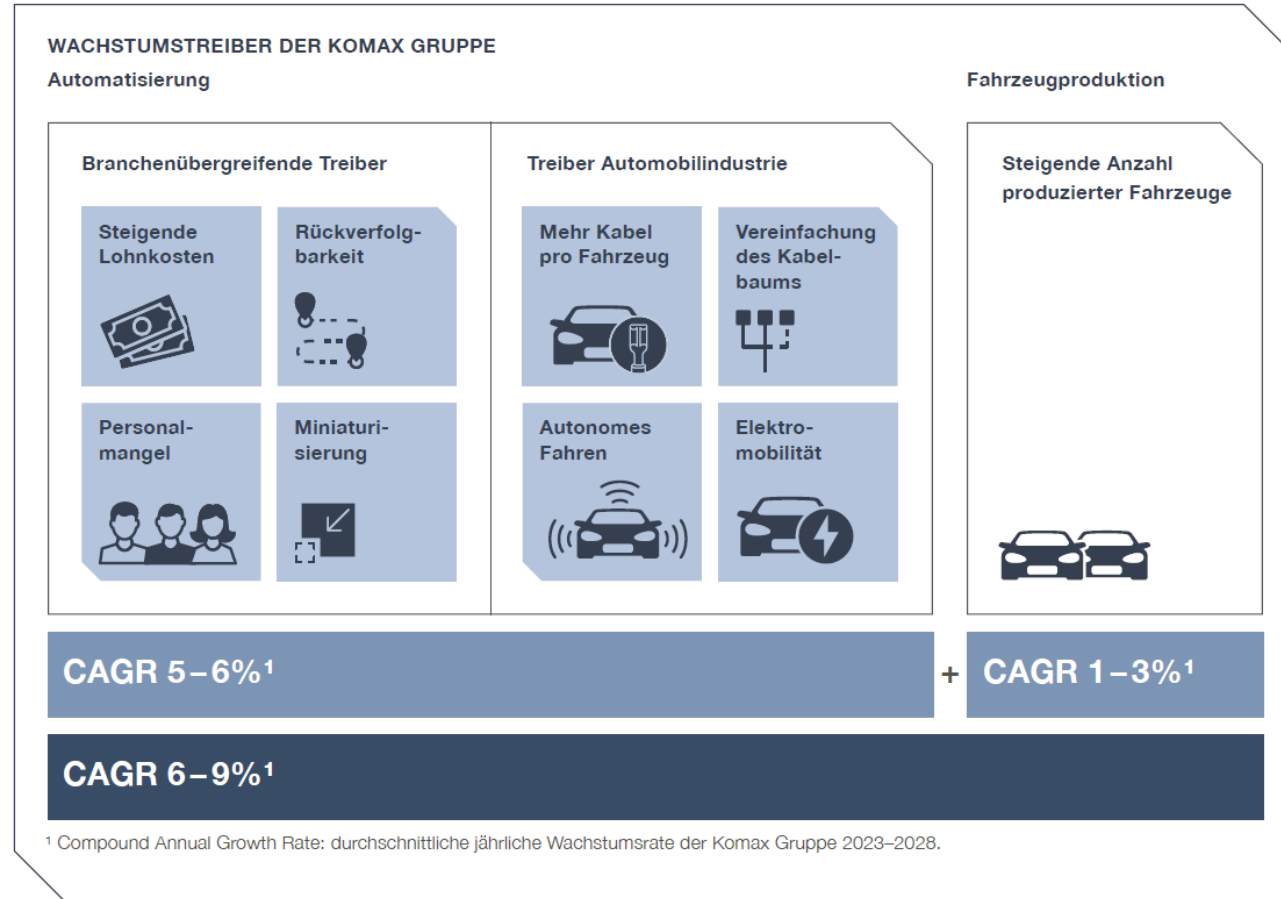 WACHSTUMSTREIBER DER KOMAX GRUPPE
Automatisierung
Fahrzeugproduktion
Branchenübergreifende Treiber
Steigende
Lohnkosten
Rückverfolg-
barkeit
Personal-
mangel
Miniaturi-
sierung
Treiber Automobilindustrie
Mehr Kabel
pro Fahrzeug
Vereinfachung
des Kabel-
baums
Autonomes
Fahren
Elektro-
mobilität
Steigende Anzahl
produzierter Fahrzeuge
CAGR 5–6%¹
+
CAGR 1–3%¹
CAGR 6–9%¹
¹ Compound Annual Growth Rate: durchschnittliche jährliche Wachstumsrate der Komax Gruppe 2023–2028.